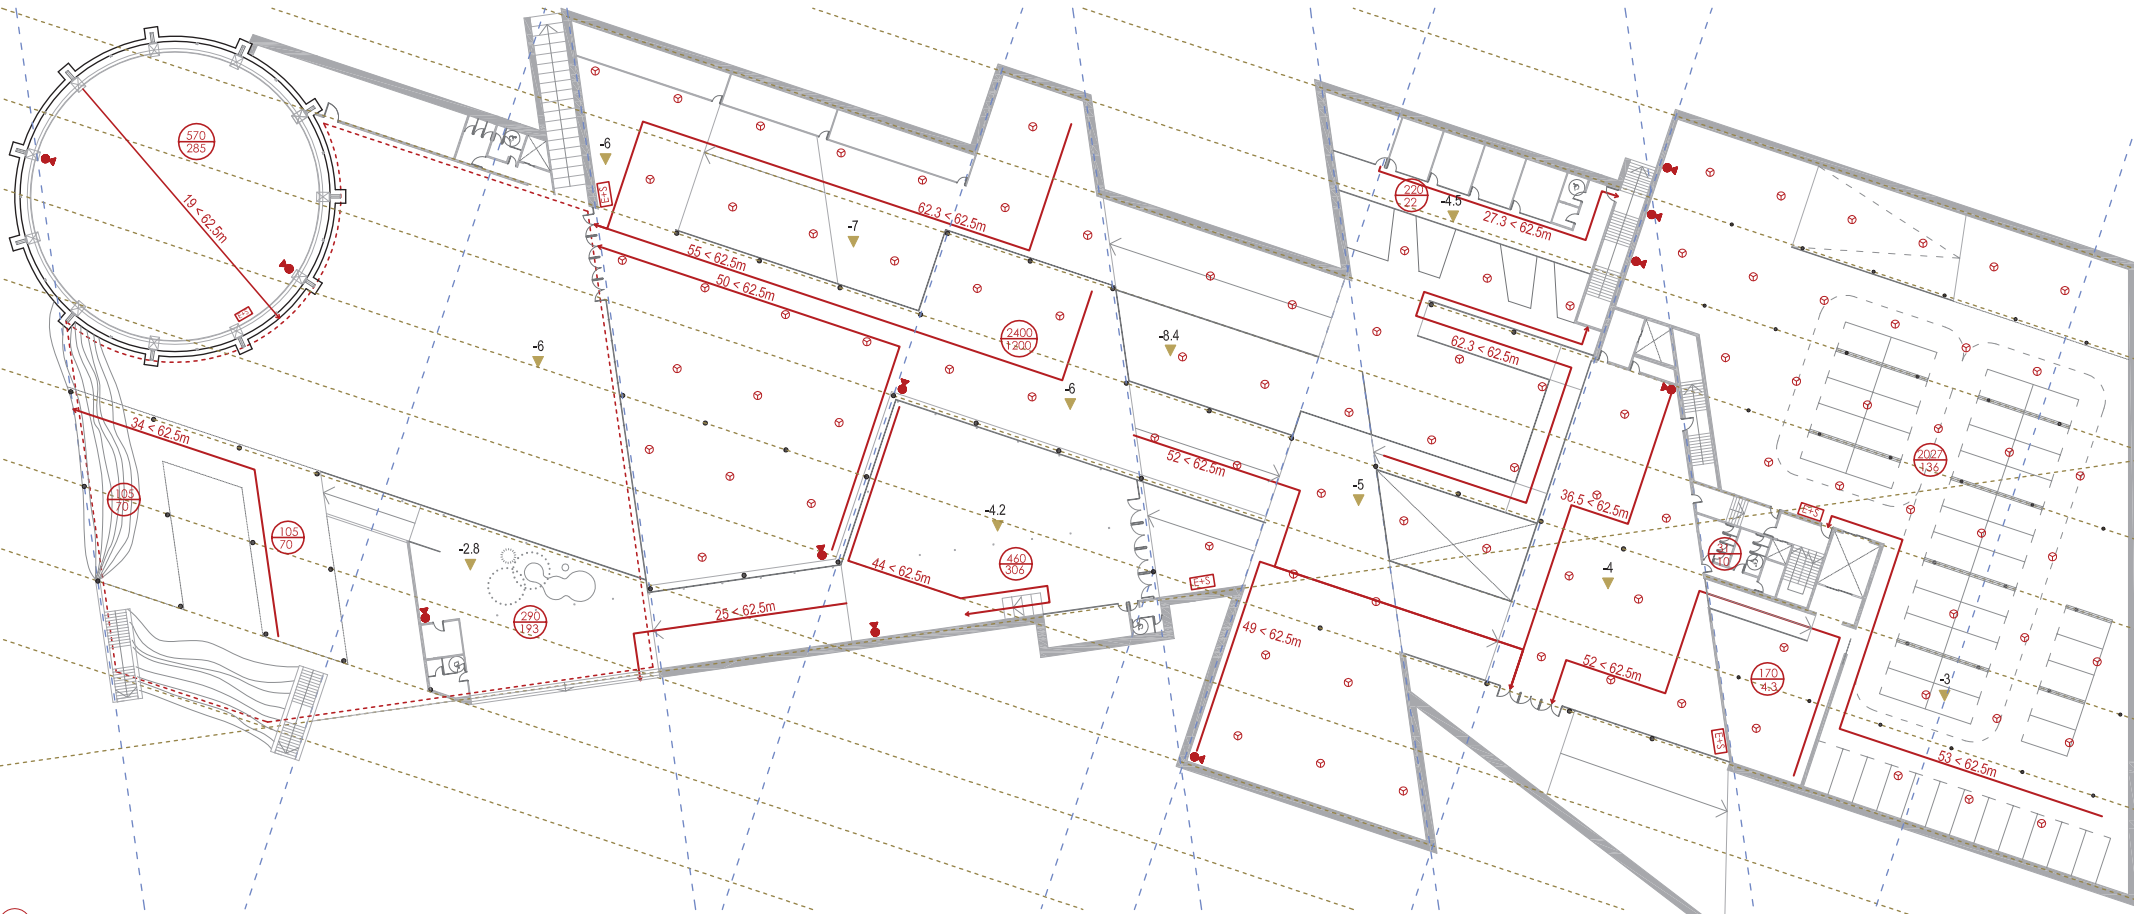 570
285
19 < 62.5m
E+S
-6
E+S
-7
62.3 < 62.5m
55 < 62.5m
50 < 62.5m
2400
1200
-6
-6
-8.4
220
22
-4.5
27.3 < 62.5m
62.3 < 62.5m
34 < 62.5m
105
70
105
70
-2.8
290
193
25 < 62.5m
44 < 62.5m
-4.2
460
306
52 < 62.5m
-5
E+S
49 < 62.5m
36.5 < 62.5m
-4
52 < 62.5m
E+S
10
170
4.3
E+S
2027
136
-3
53 < 62.5m